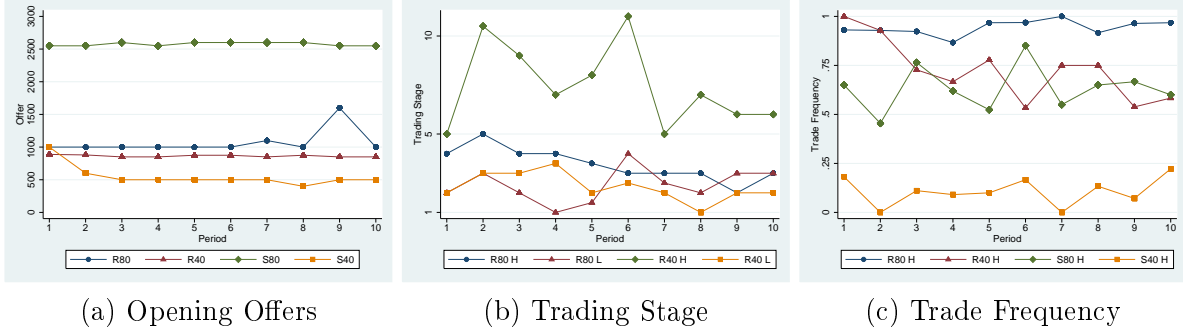 Offer
3000
2500
2000
1500
1000
500
0
1 2 3 4 5 6 7 8 9 10
Period
R80 R40 S80 S40
(a) Opening Offers
Trading Stage
10
5
1
1 2 3 4 5 6 7 8 9 10
Period
R80 H R80 L R40 H R40 L
(b) Trading Stage
Trade Frequency
1
.75
.5
.25
0
1 2 3 4 5 6 7 8 9 10
Period
R80 H R40 H S80 H S40 H
(c) Trade Frequency